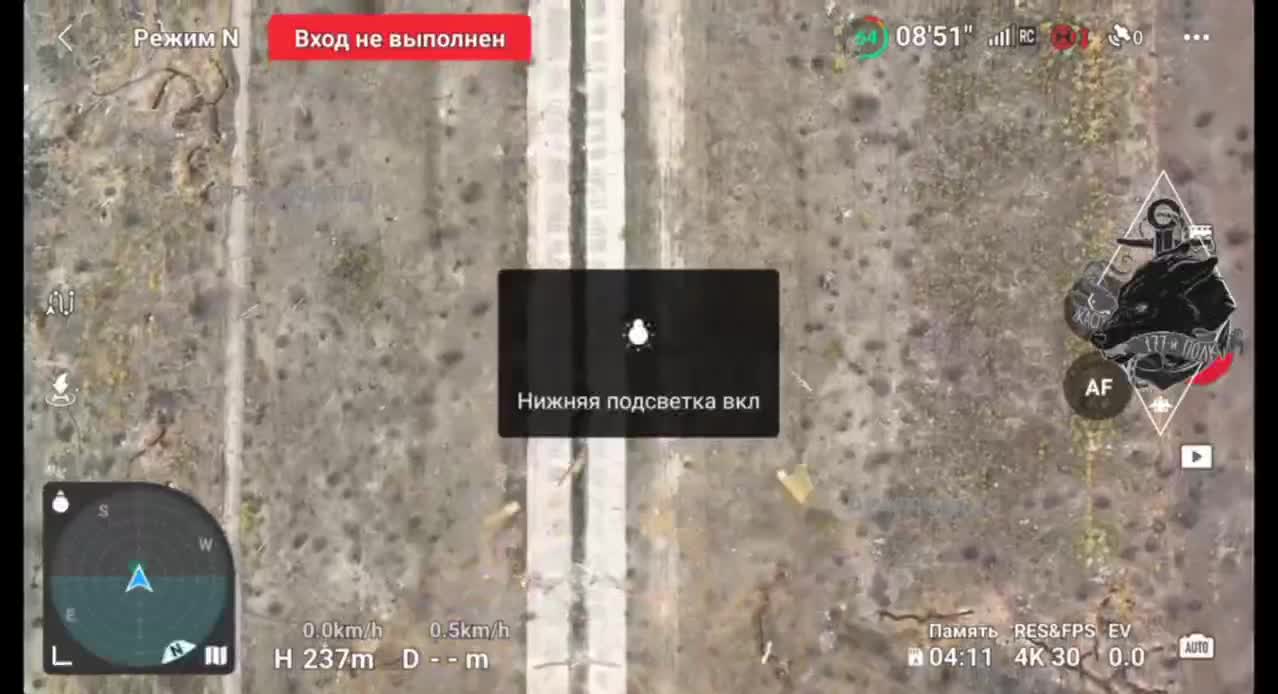 Режим N
Вход не выполнен
64
08'51"
RC
0
177-й ПОЛК
AF
Нижняя подсветка вкл
S
W
E
N
0.0km/h
0.5km/h
H 237m
D -- m
Память
RES&FPS
EV
04:11
4K 30
0.0
AUTO